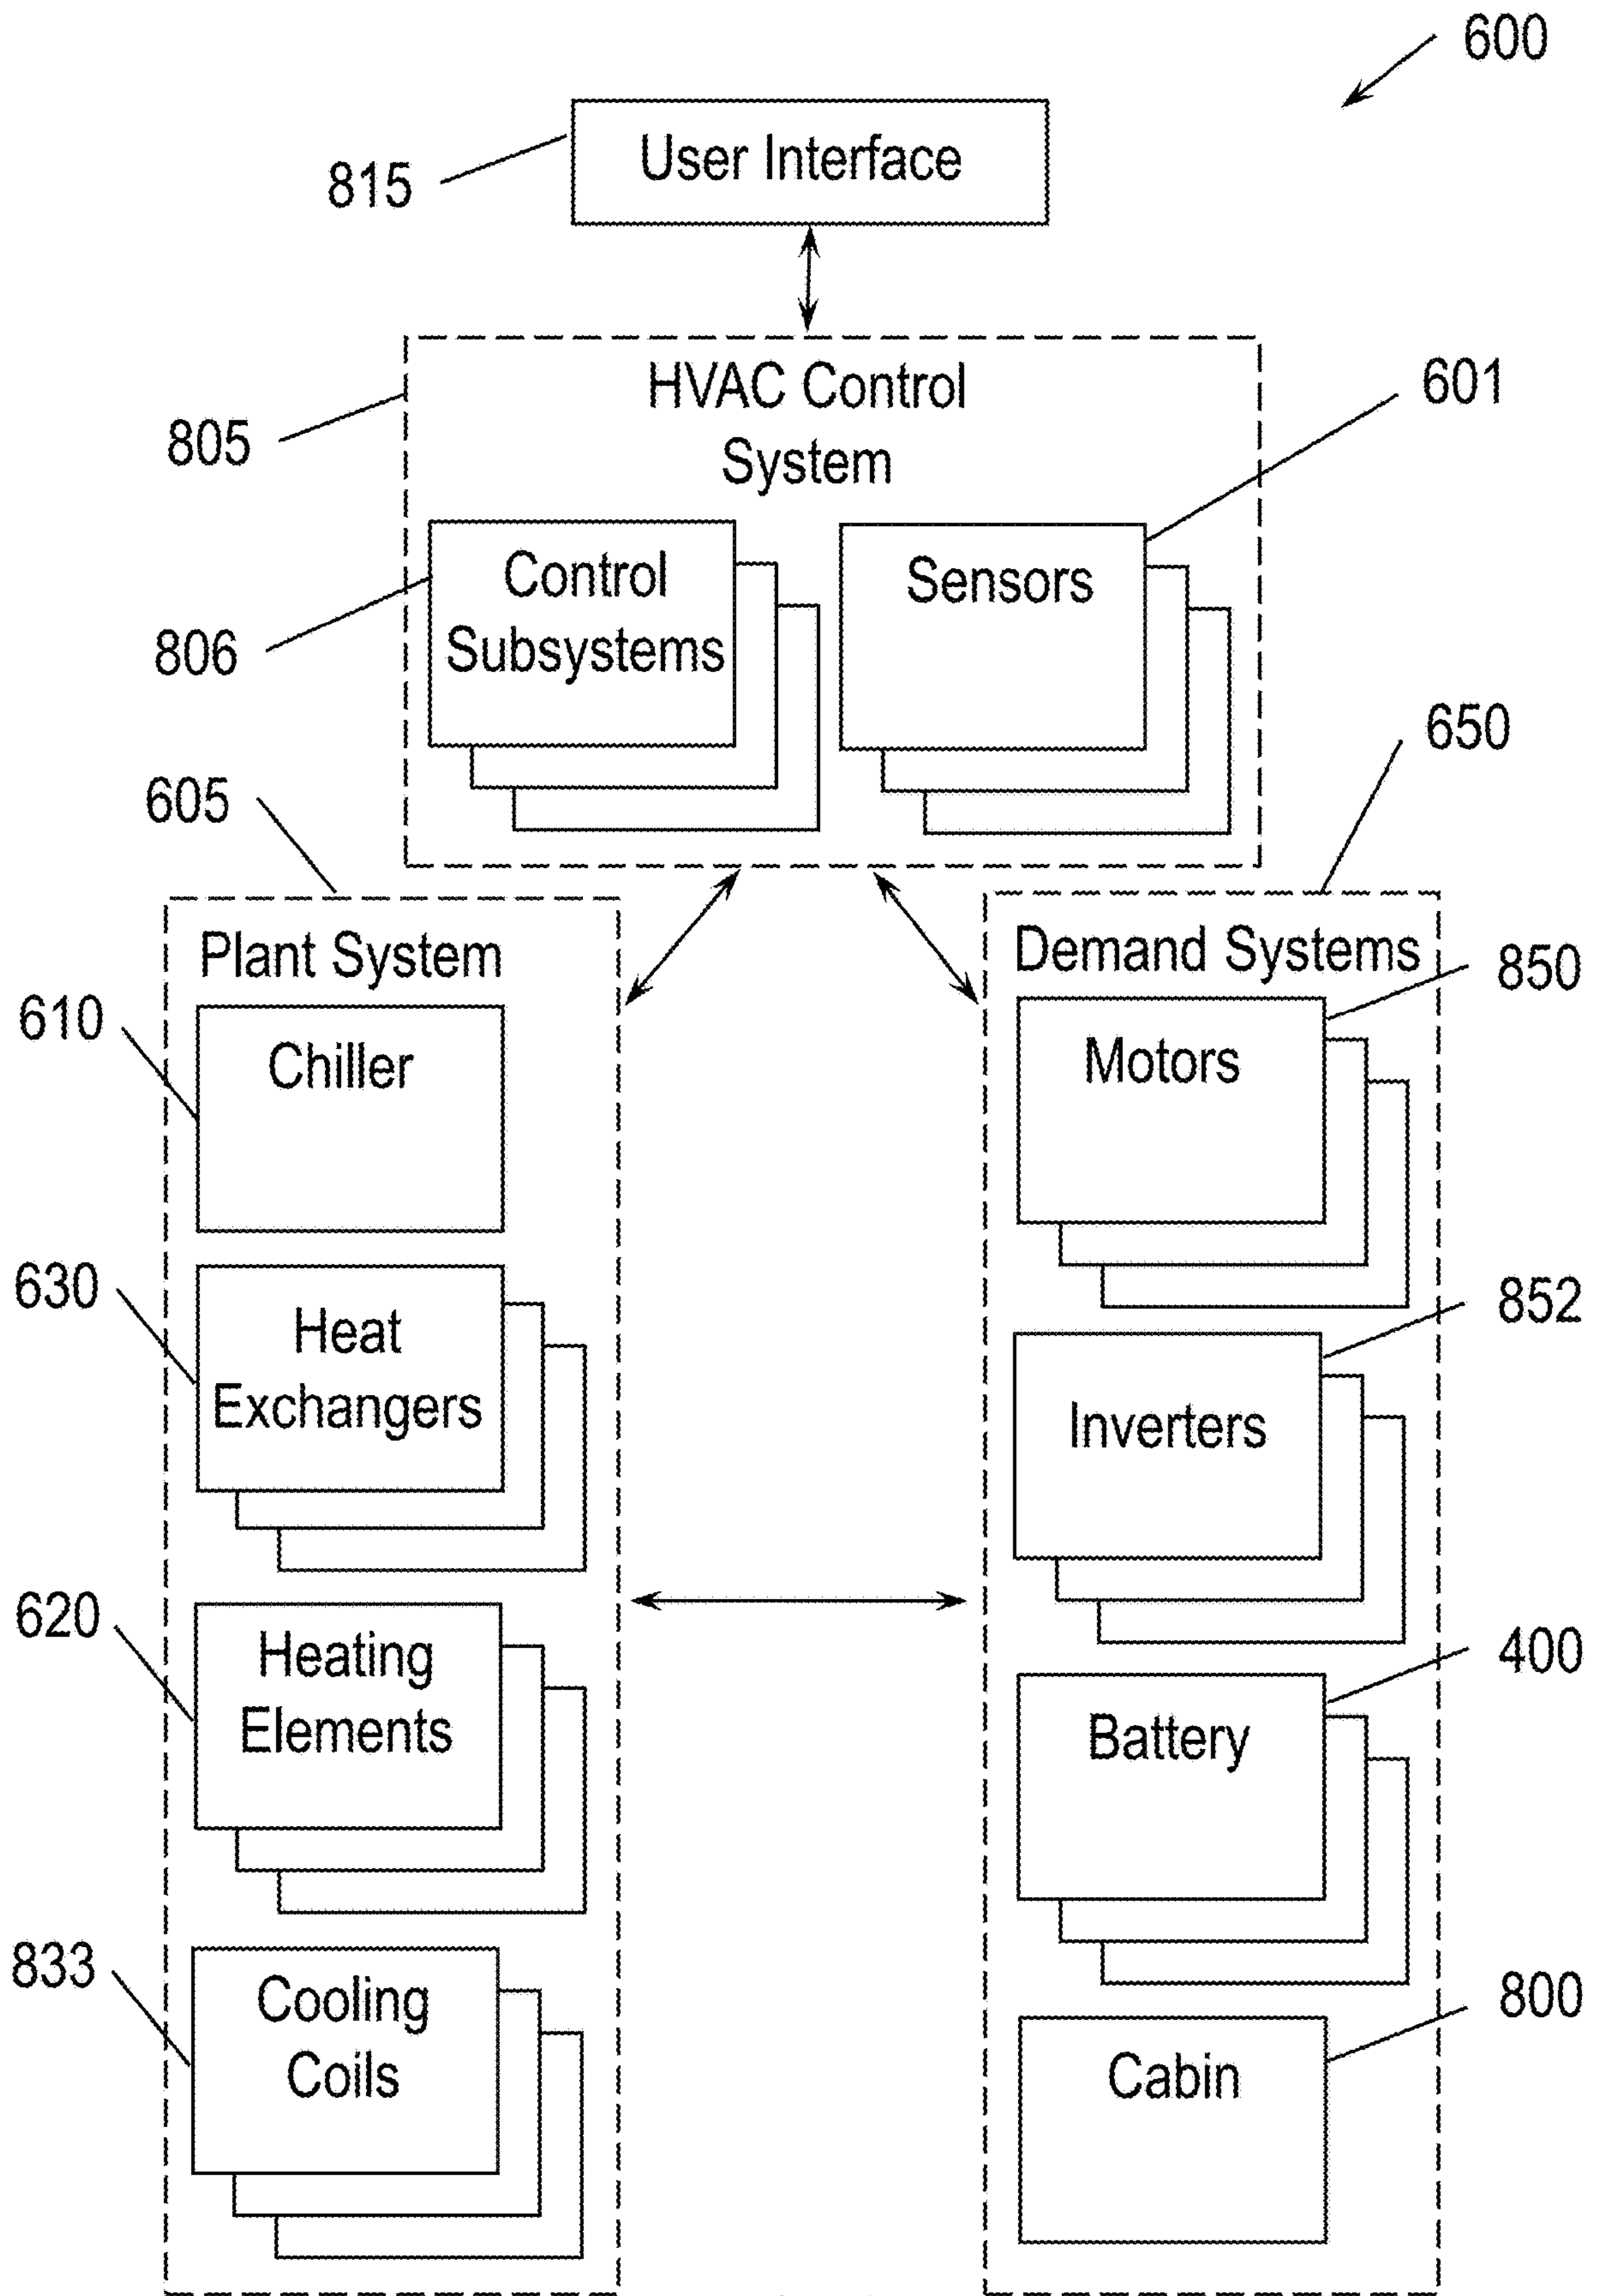 600
User Interface
815
HVAC Control
System
601
805
Control
Subsystems
Sensors
806
650
605
Plant System
Demand Systems
850
610
Chiller
Motors
630
Heat
Exchangers
852
Inverters
620
Heating
Elements
400
Battery
833
Cooling
Coils
800
Cabin